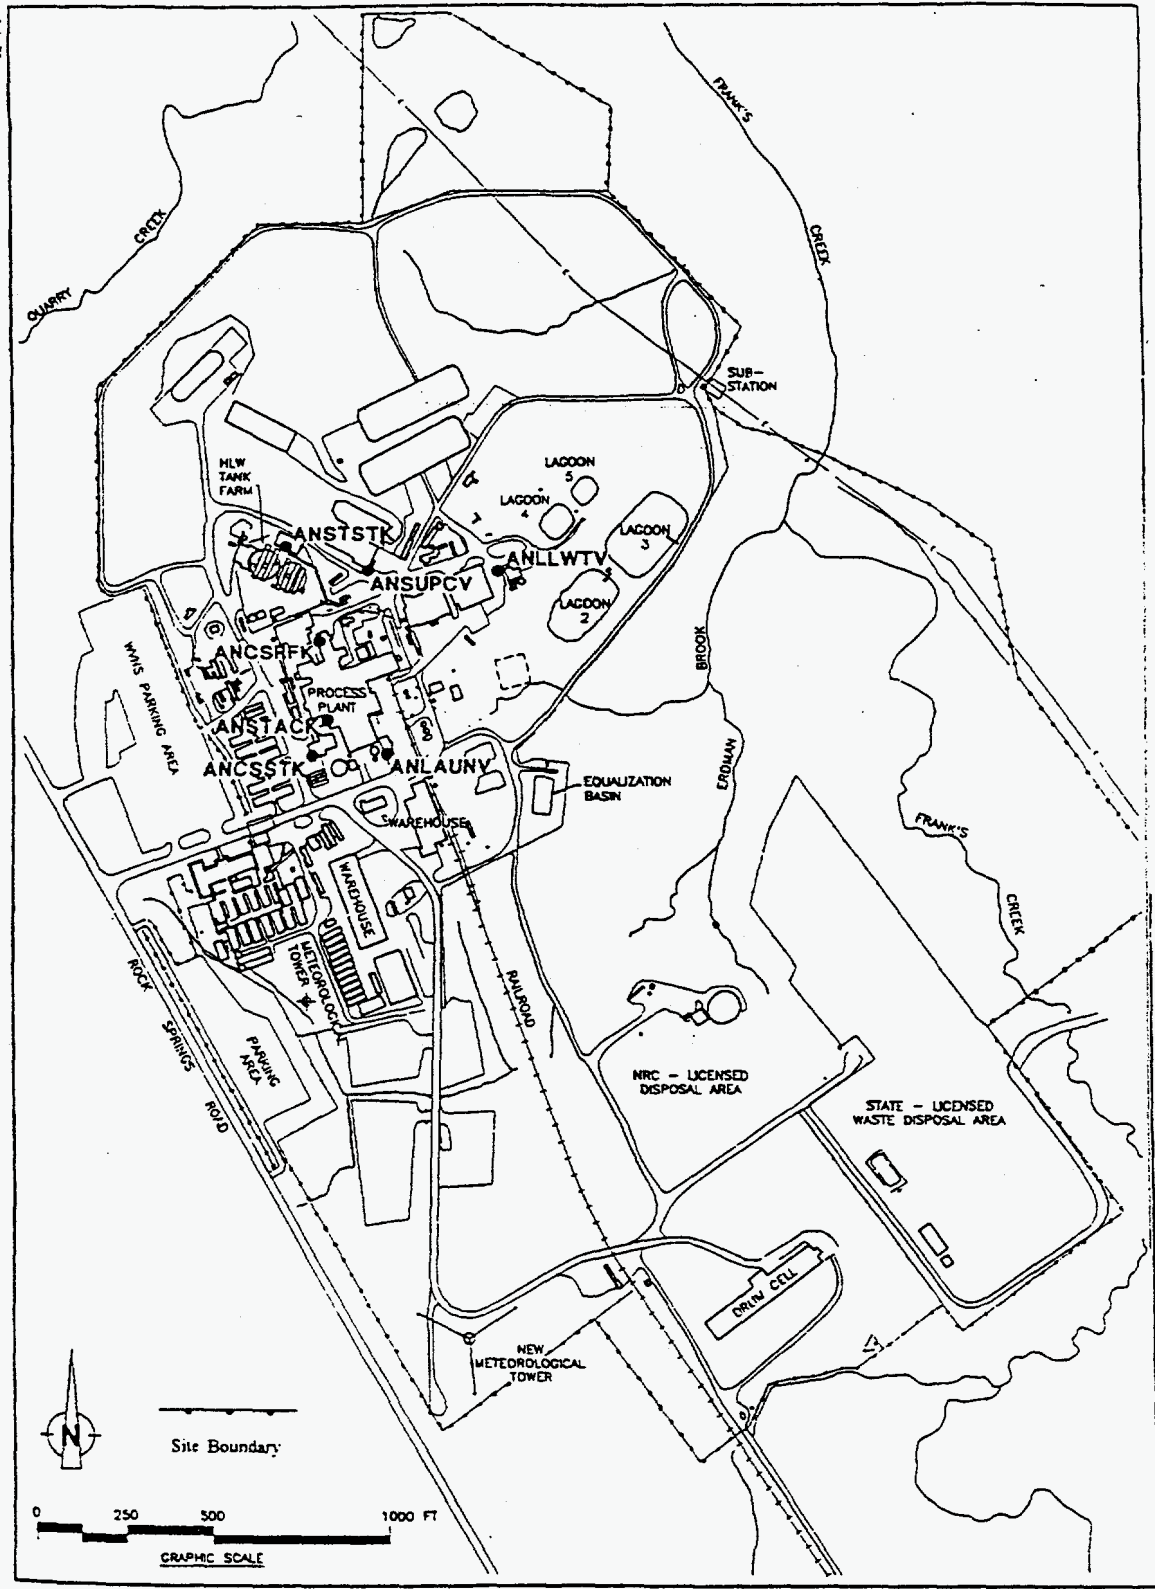 FRANK'S
CREEK
QUARRY
CREEK
SUB-
STATION
HLW
TANK
FARM
LAGOON
5
LAGOON
4
LAGOON
3
LAGOON
2
ANSTSTK
ANLLWTV
ANSUPCV
ANCSRFK
PROCESS
PLANT
ANSTACK
ANCSSTK
ANLAUNV
WVNS PARKING AREA
BROOK
ERDMAN
EQUALIZATION
BASIN
WAREHOUSE
WAREHOUSE
METEOROLOGICAL
TOWER
FRANK'S
CREEK
ROCK
SPRINGS
ROAD
PARKING
AREA
RAILROAD
NRC - LICENSED
DISPOSAL AREA
STATE - LICENSED
WASTE DISPOSAL AREA
DRUM CELL
NEW
METEOROLOGICAL
TOWER
N
Site Boundary
0 250 500 1000 FT
GRAPHIC SCALE